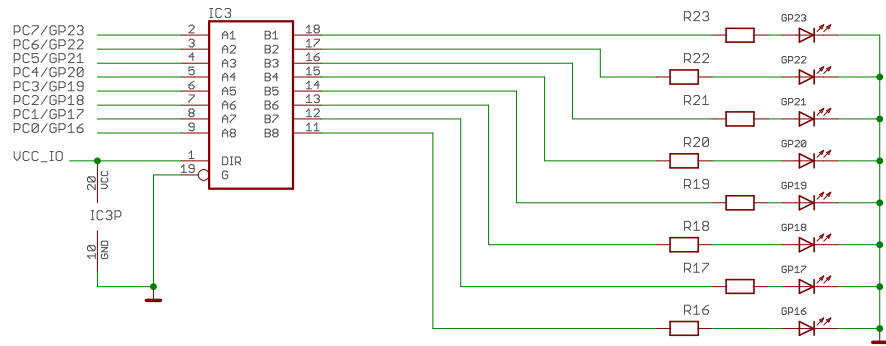 IC3
PC7/GP23 2 A1 B1 18 R23 GP23
PC6/GP22 3 A2 B2 17 R22 GP22
PC5/GP21 4 A3 B3 16 R21 GP21
PC4/GP20 5 A4 B4 15 R20 GP20
PC3/GP19 6 A5 B5 14 R19 GP19
PC2/GP18 7 A6 B6 13 R18 GP18
PC1/GP17 8 A7 B7 12 R17 GP17
PC0/GP16 9 A8 B8 11 R16 GP16
VCC_IO 1 DIR
19 G
20 VCC
IC3P
10 GND